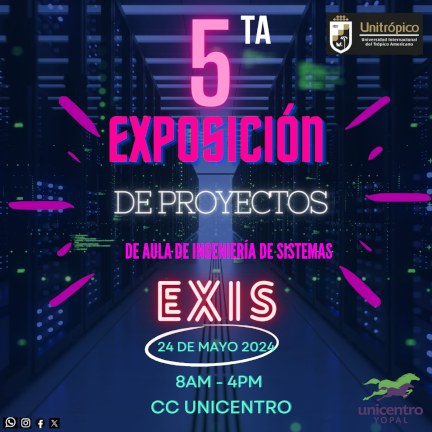 5TA
Unitrópico
Universidad Internacional
del Trópico Americano
EXPOSICIÓN
DE PROYECTOS
DE AULA DE INGENIERÍA DE SISTEMAS
EXIS
24 DE MAYO 2024
8AM - 4PM
CC UNICENTRO
unicentro
YOPAL